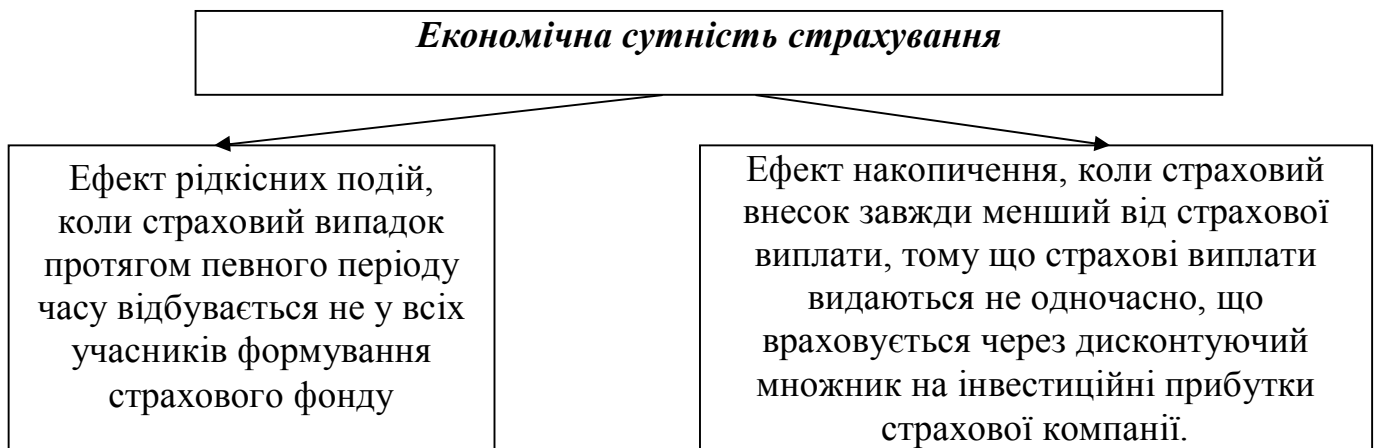 Економічна сутність страхування
Ефект рідкісних подій,
коли страховий випадок
протягом певного періоду
часу відбувається не у всіх
учасників формування
страхового фонду
Ефект накопичення, коли страховий
внесок завжди менший від страхової
виплати, тому що страхові виплати
видаються не одночасно, що
враховується через дисконтуючий
множник на інвестиційні прибутки
страхової компанії.